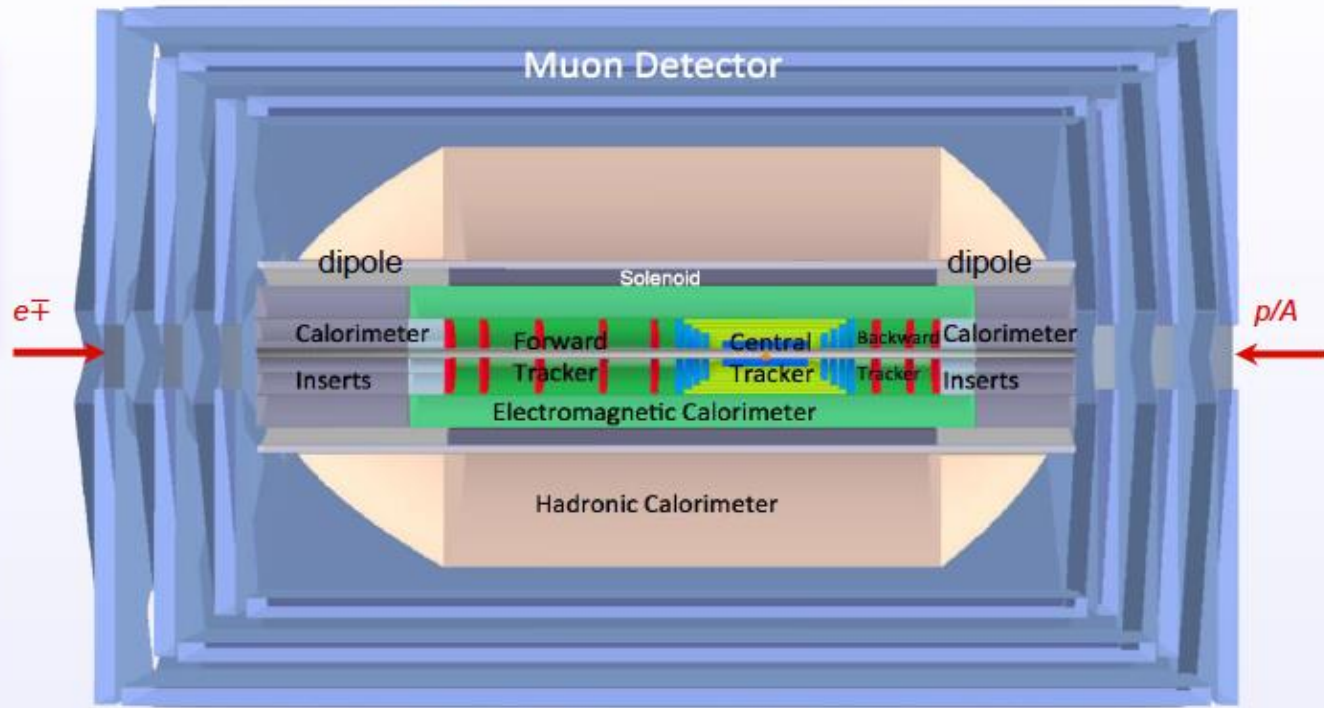 Muon Detector
dipole
dipole
Solenoid
e∓
p/A
Calorimeter
Forward
Central
Backward
Calorimeter
Inserts
Tracker
Tracker
Tracker
Inserts
Electromagnetic Calorimeter
Hadronic Calorimeter